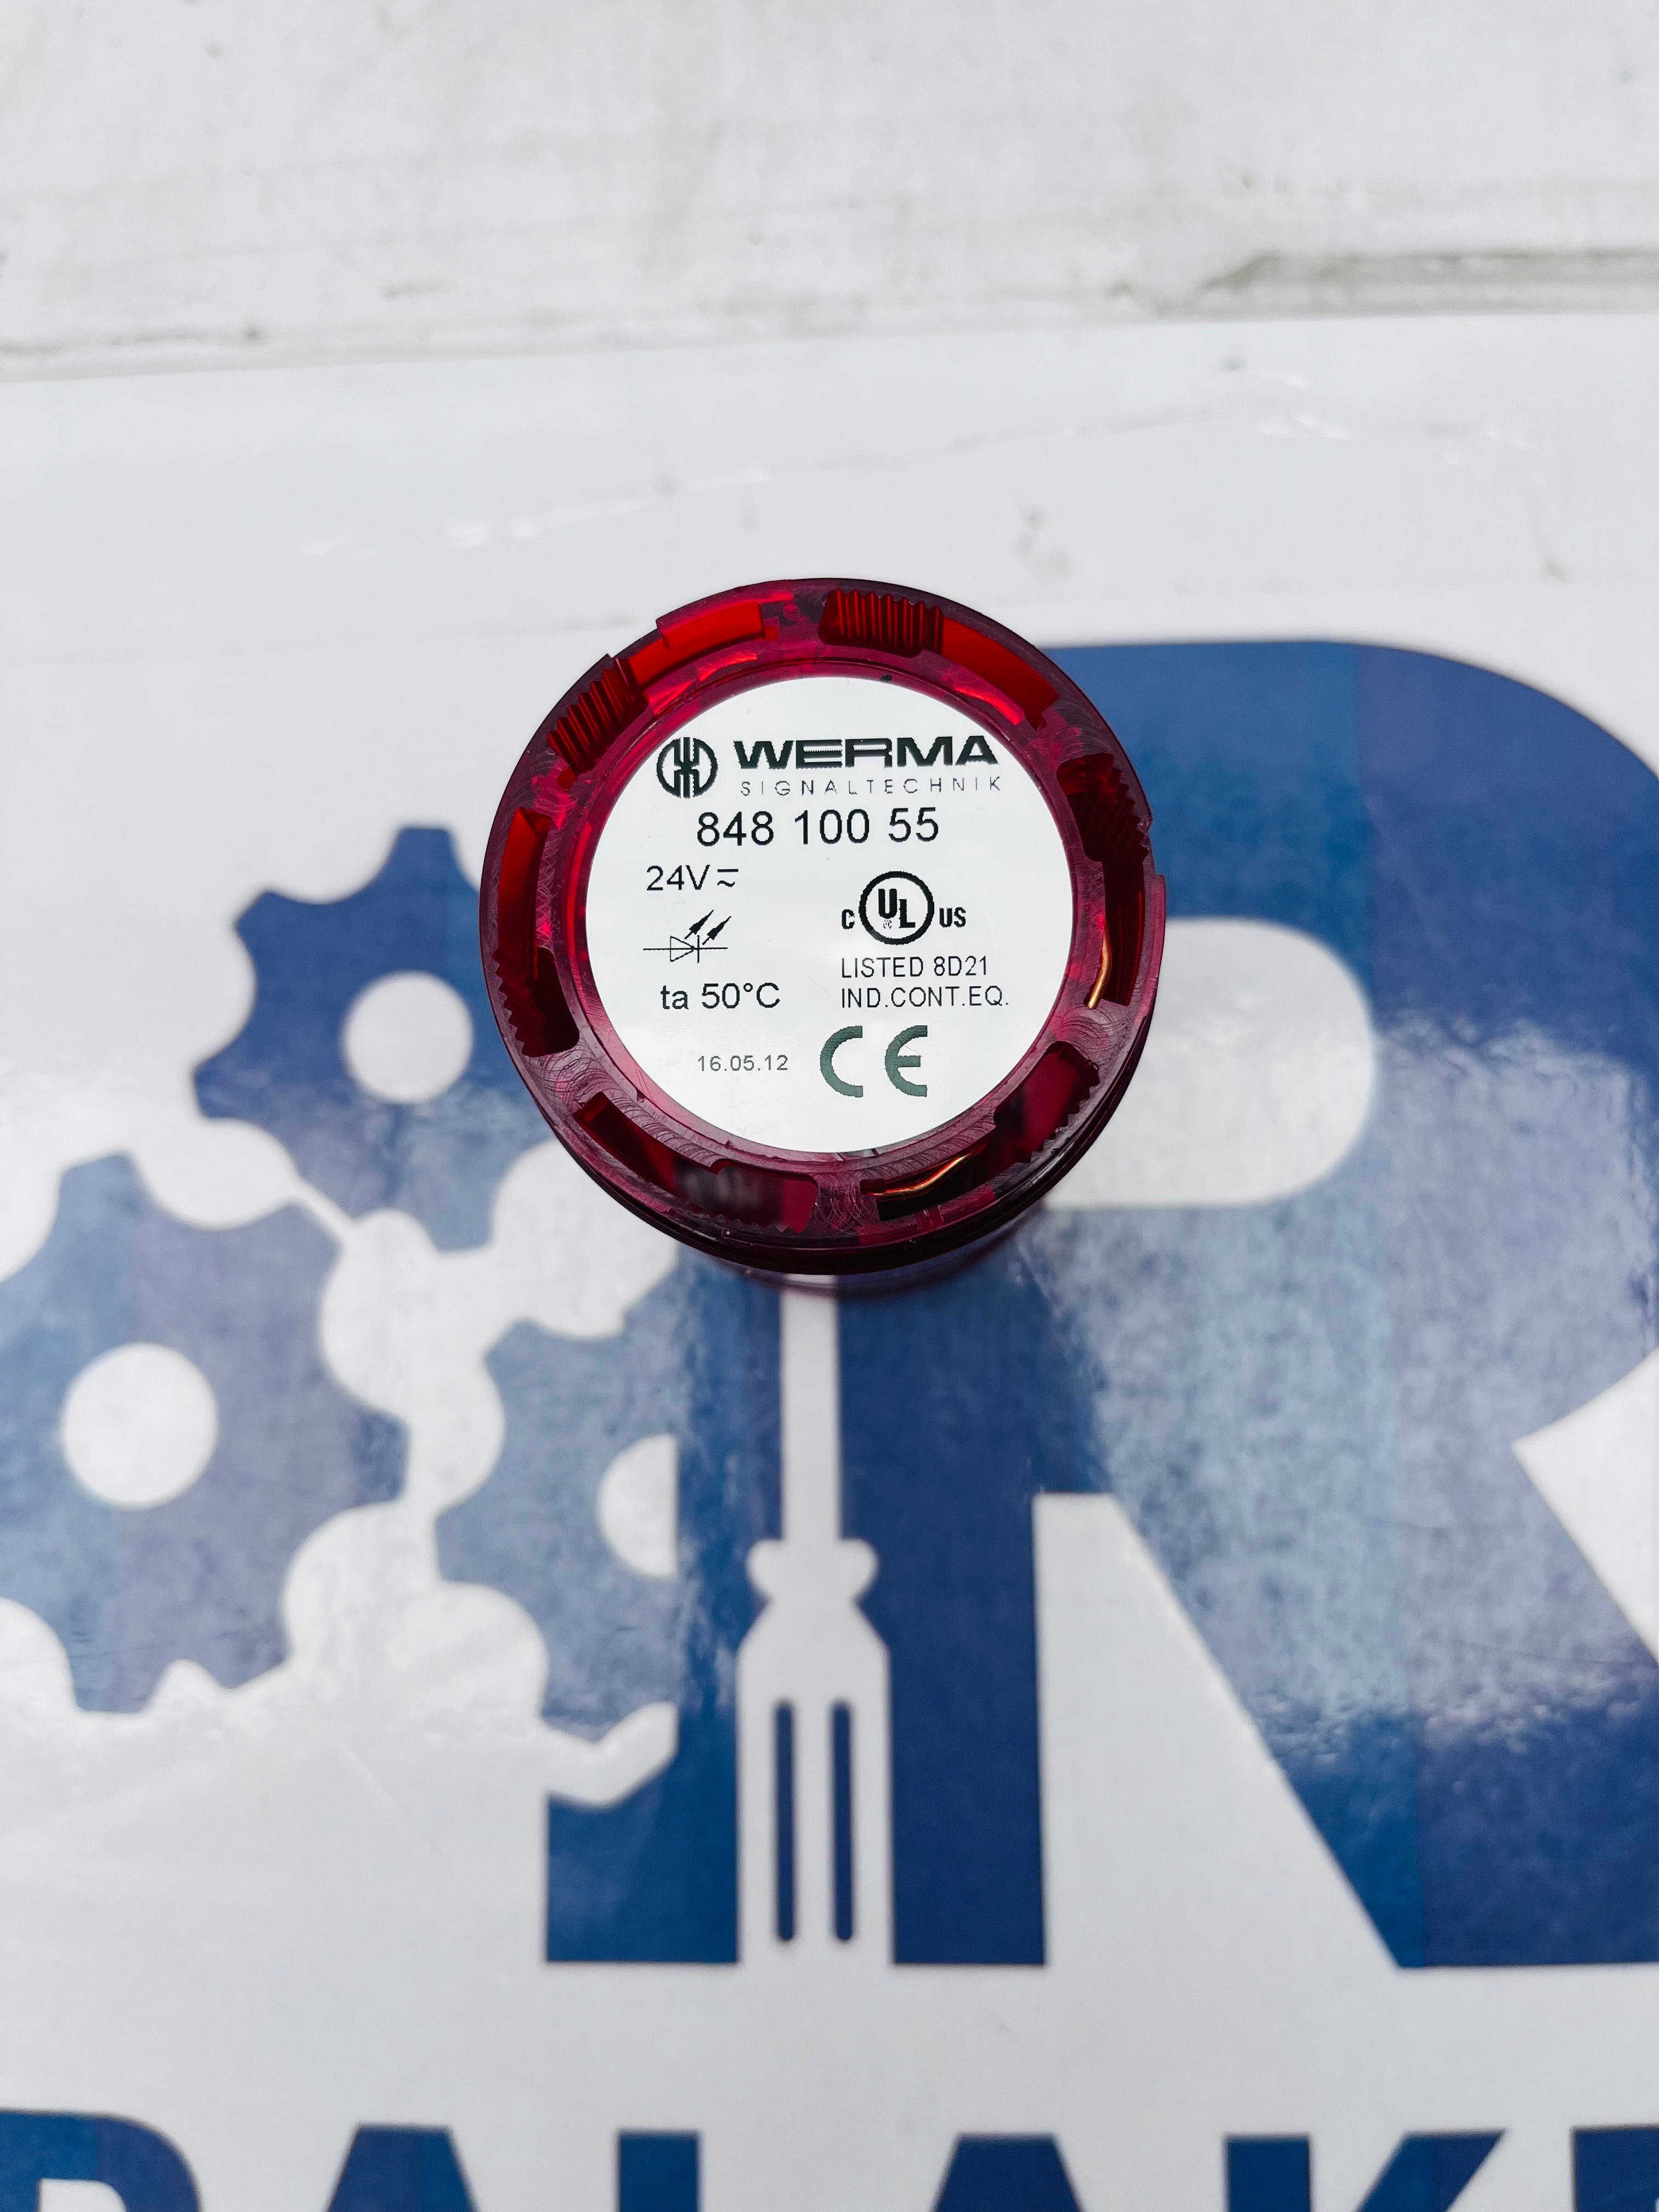 WERMA
SIGNALTECHNIK
848 100 55
24V
C UL US
LISTED 8D21
IND.CONT.EQ.
ta 50°C
16.05.12 CE
R